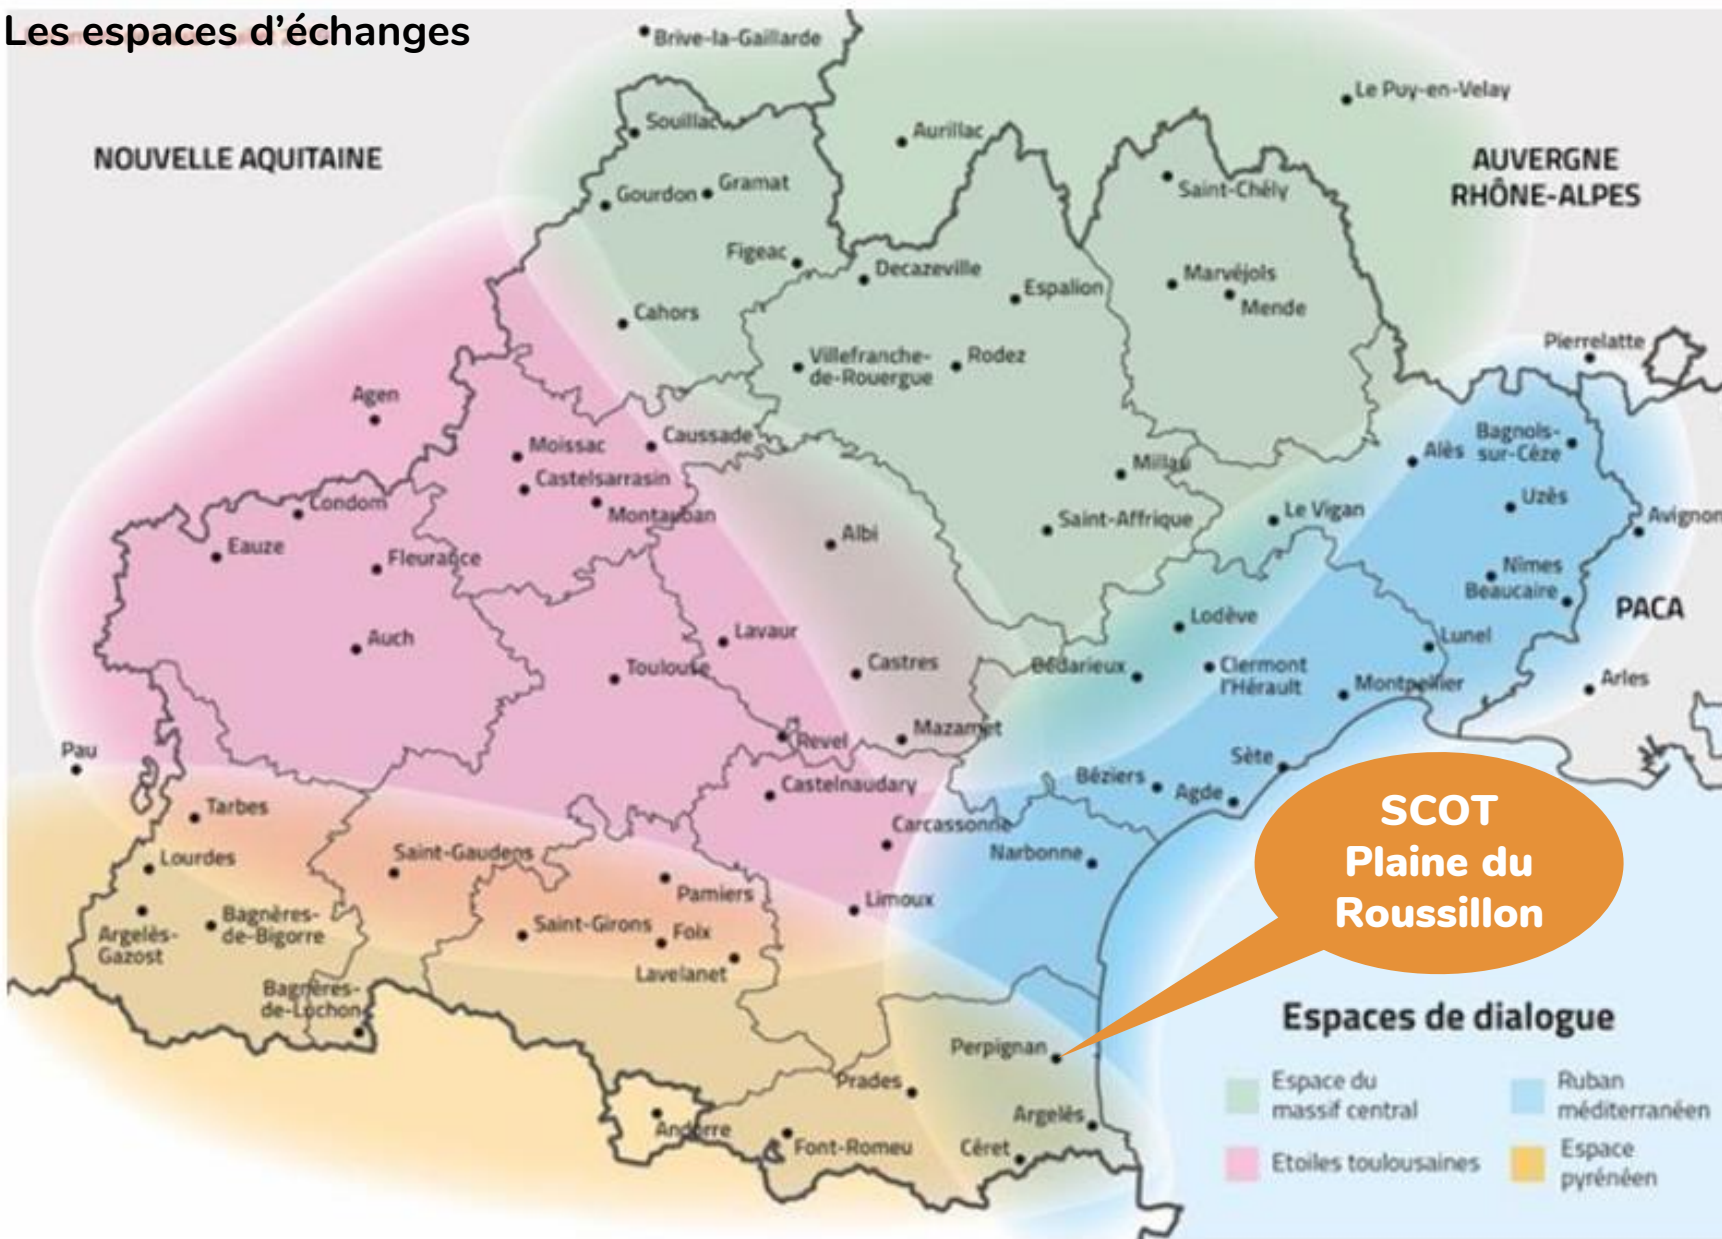 Les espaces d'échanges
Brive-la-Gaillarde
Le Puy-en-Velay
Souillac
Aurillac
NOUVELLE AQUITAINE
AUVERGNE
RHÔNE-ALPES
Gramat
Gourdon
Saint-Chély
Figeac
Decazeville
Espalion
Marvéjols
Mende
Cahors
Pierrelatte
Villefranche-
de-Rouergue
Rodez
Agen
Moissac
Caussade
Castelsarrasin
Montauban
Millau
Alès
Bagnols-
sur-Cèze
Condom
Uzès
Le Vigan
Avignon
Saint-Affrique
Albi
Eauze
Fleurance
Nîmes
Beaucaire
PACA
Lodève
Auch
Lavaur
Lunel
Toulouse
Castres
Bédarieux
Clermont
l'Hérault
Montpellier
Arles
Revel
Mazamet
Pau
Sète
Castelnaudary
Béziers
Agde
Tarbes
Carcassonne
SCOT
Plaine du
Roussillon
Lourdes
Saint-Gaudens
Narbonne
Pamiers
Limoux
Argelès-
Gazost
Bagnères-
de-Bigorre
Saint-Girons
Foix
Lavelanet
Bagnères-
de-Luchon
Perpignan
Prades
Argelès
Andorre
Font-Romeu
Céret
Espaces de dialogue
Espace du
massif central
Ruban
méditerranéen
Etoiles toulousaines
Espace
pyrénéen